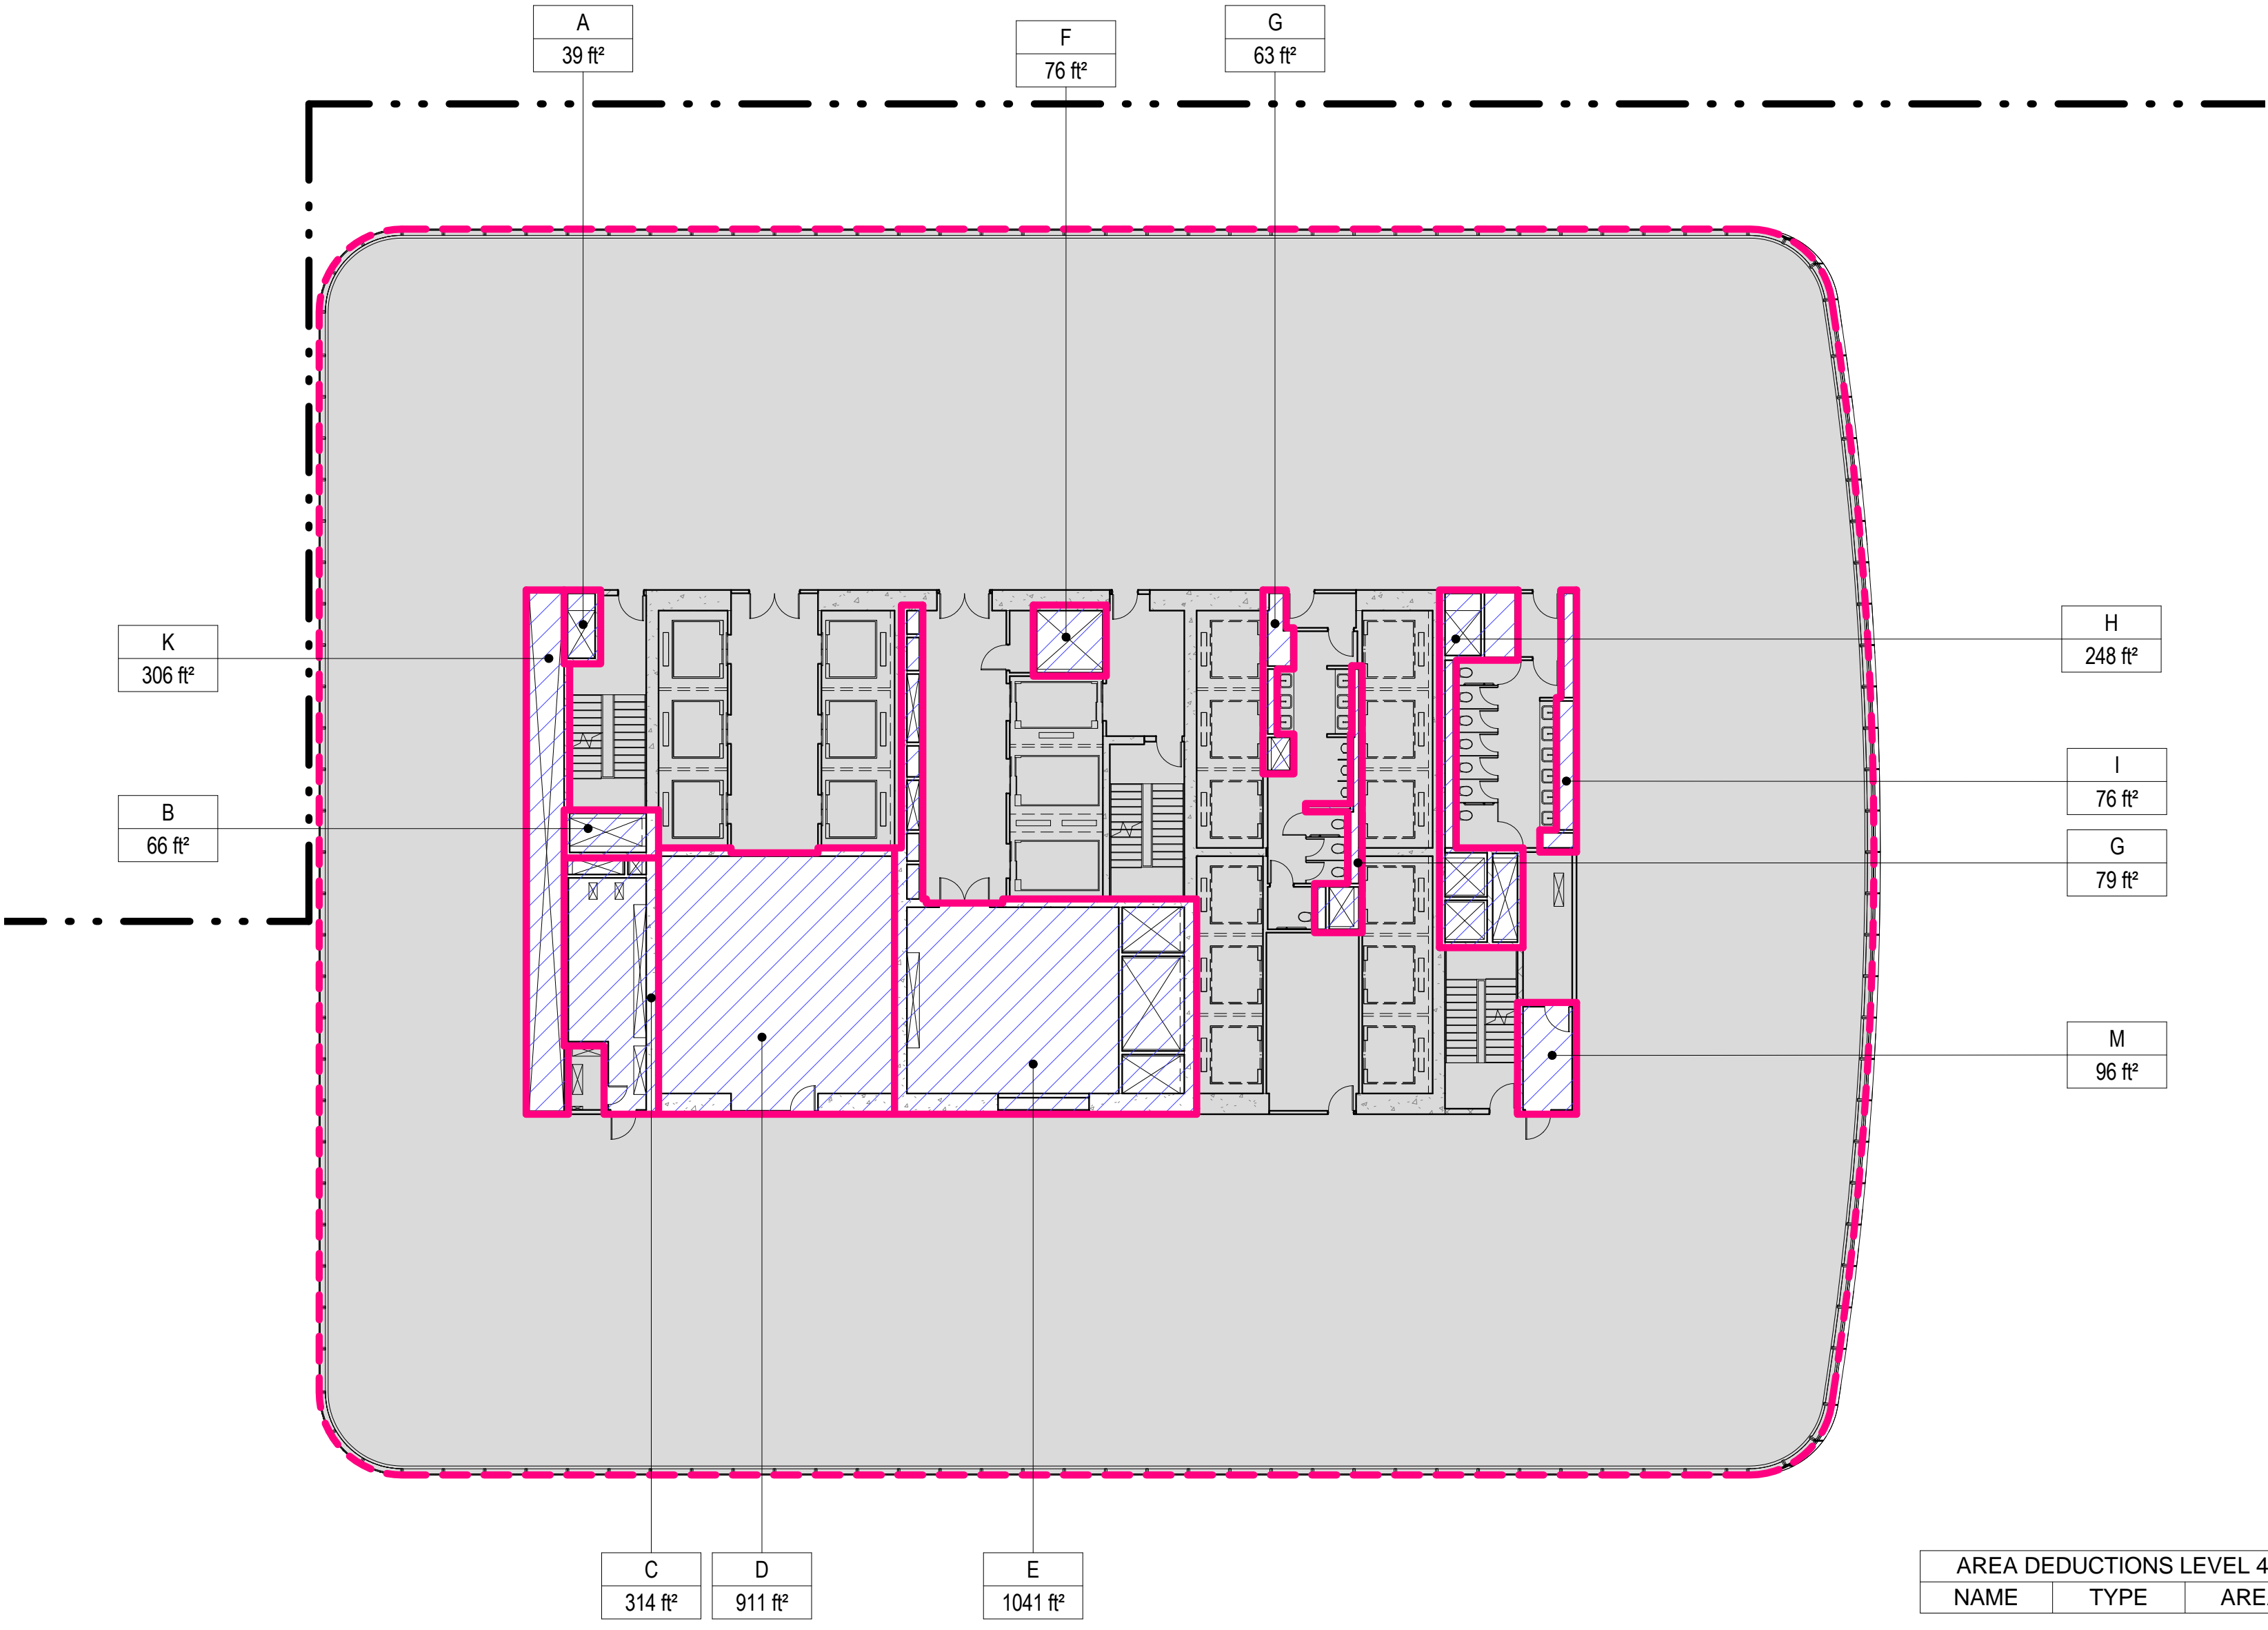 A
39 ft²
F
76 ft²
G
63 ft²
K
306 ft²
H
248 ft²
B
66 ft²
I
76 ft²
G
79 ft²
M
96 ft²
C
314 ft²
D
911 ft²
E
1041 ft²
AREA DEDUCTIONS LEVEL 4
NAME TYPE